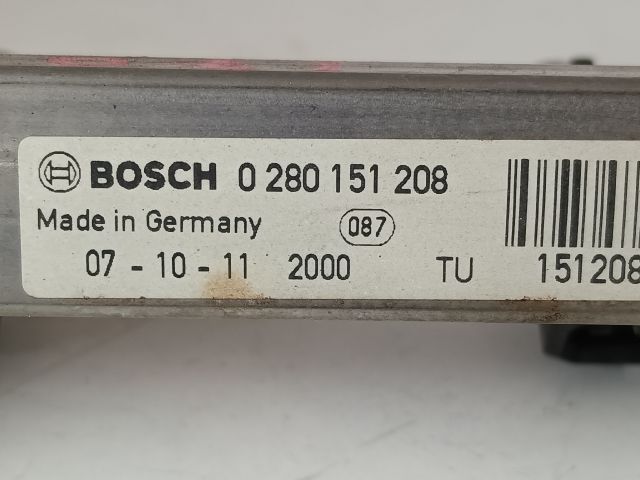 BOSCH 0 280 151 208
Made in Germany 087
07 - 10 - 11 2000 TU 151208